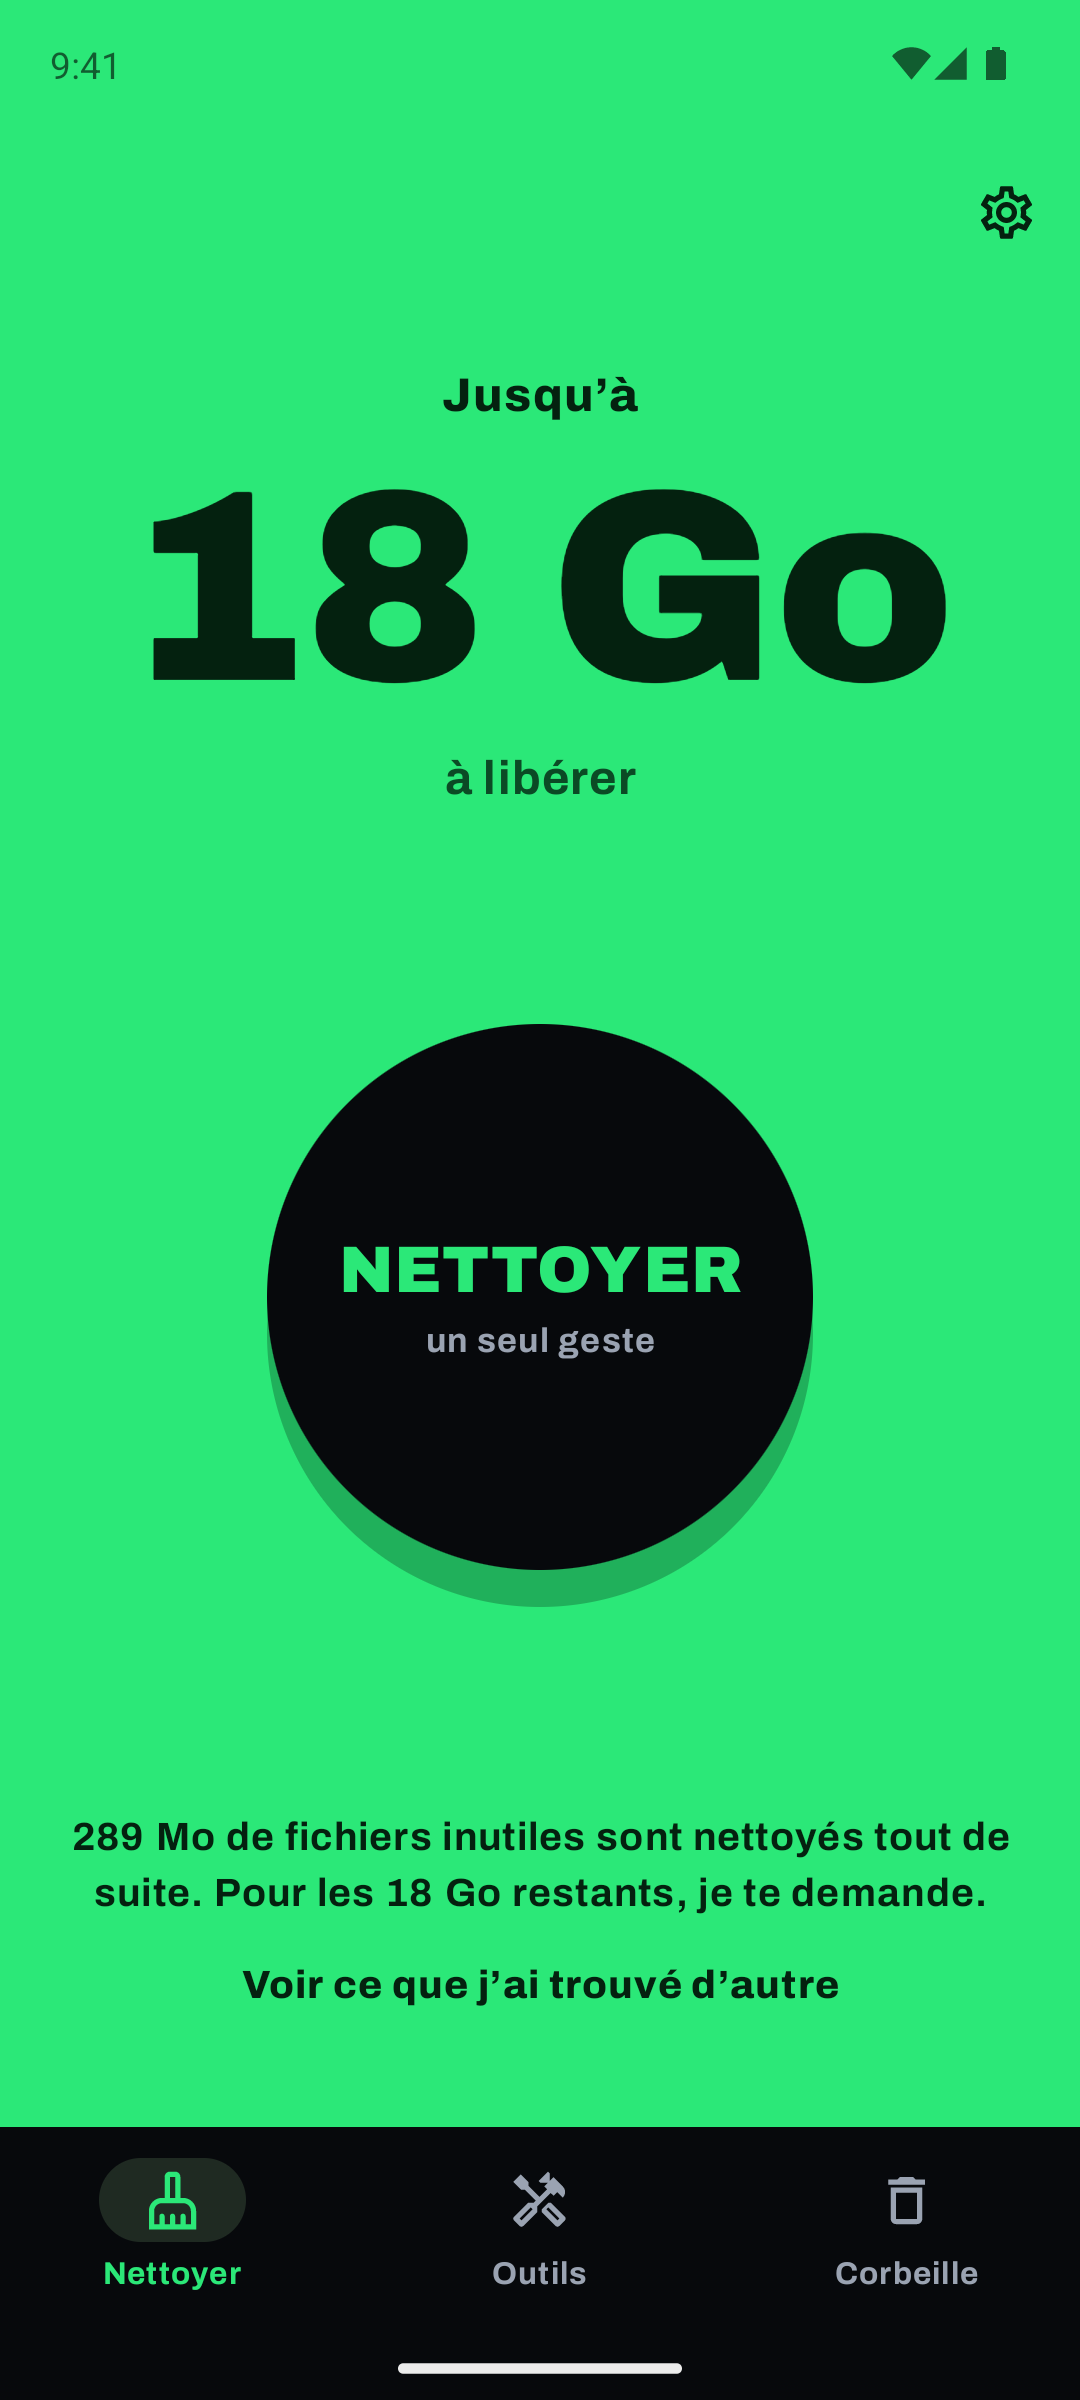 9:41
Jusqu’à
18 Go
à libérer
NETTOYER
un seul geste
289 Mo de fichiers inutiles sont nettoyés tout de
suite. Pour les 18 Go restants, je te demande.
Voir ce que j’ai trouvé d’autre
Nettoyer
Outils
Corbeille